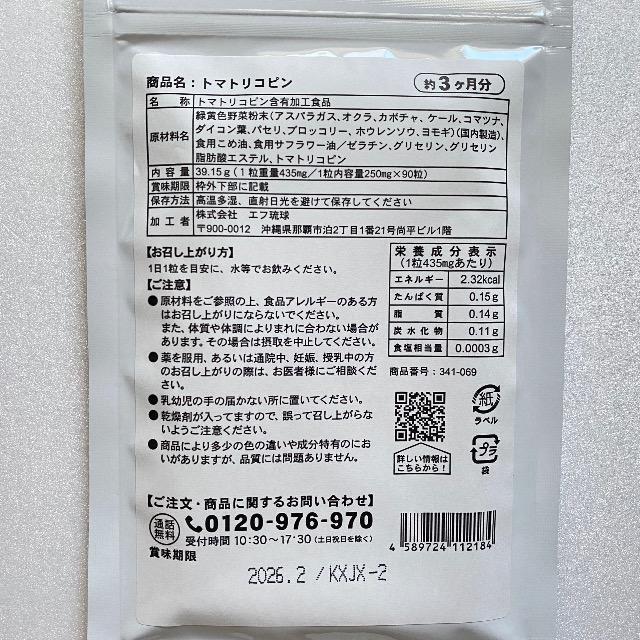 商品名：トマトリコピン
約3ヶ月分
名 称 トマトリコピン含有加工食品
原材料名 緑黄色野菜粉末（アスパラガス、オクラ、カボチャ、ケール、コマツナ、
ダイコン葉、パセリ、ブロッコリー、ホウレンソウ、ヨモギ）（国内製造）、
食用こめ油、食用サフラワー油／ゼラチン、グリセリン、グリセリン
脂肪酸エステル、トマトリコピン
内 容 量 39.15g（1粒重量435mg／1粒内容量250mg×90粒）
賞味期限 枠外下部に記載
保存方法 高温多湿、直射日光を避けて保存してください
加 工 者 株式会社 エフ琉球
〒900-0012 沖縄県那覇市泊2丁目1番21号尚平ビル1階
【お召し上がり方】
1日1粒を目安に、水等でお飲みください。
【ご注意】
●原材料をご参照の上、食品アレルギーのある方
はお召し上がりにならないでください。
また、体質や体調によりまれに合わない場合が
あります。その場合は摂取を中止してください。
●薬を服用、あるいは通院中、妊娠、授乳中の方
のお召し上がりの際は、お医者様にご相談くだ
さい。
●乳幼児の手の届かない所に置いてください。
●乾燥剤が入ってますので、誤って召し上がらな
いようご注意ください。
●商品により多少の色の違いや成分特有のにお
いがありますが、品質には問題ありません。
栄養成分表示
（1粒435mgあたり）
エネルギー 2.32kcal
たんぱく質 0.15g
脂 質 0.14g
炭水化物 0.11g
食塩相当量 0.0003g
商品番号：341-069
紙
ラベル
プラ
袋
詳しい情報は
こちらから！
【ご注文・商品に関するお問い合わせ】
通話
無料
0120-976-970
受付時間 10:30～17:30（土日祝日を除く）
賞味期限
4 589724 112184
2026.2 / KXJX-2